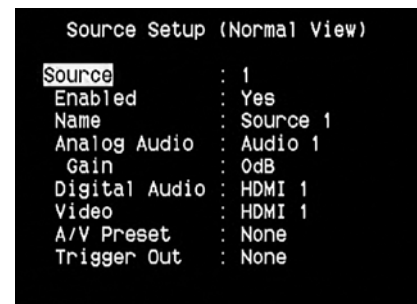 Source Setup (Normal View)
Source : 1
Enabled : Yes
Name : Source 1
Analog Audio : Audio 1
Gain : 0dB
Digital Audio : HDMI 1
Video : HDMI 1
A/V Preset : None
Trigger Out : None